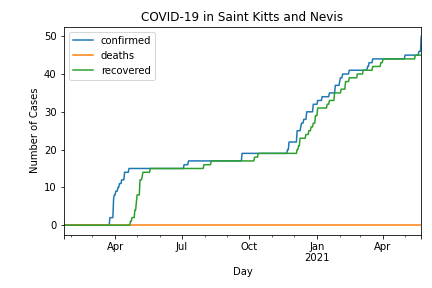 COVID-19 in Saint Kitts and Nevis
confirmed
deaths
recovered
Number of Cases
50
40
30
20
10
0
Apr Jul Oct Jan Apr
2021
Day